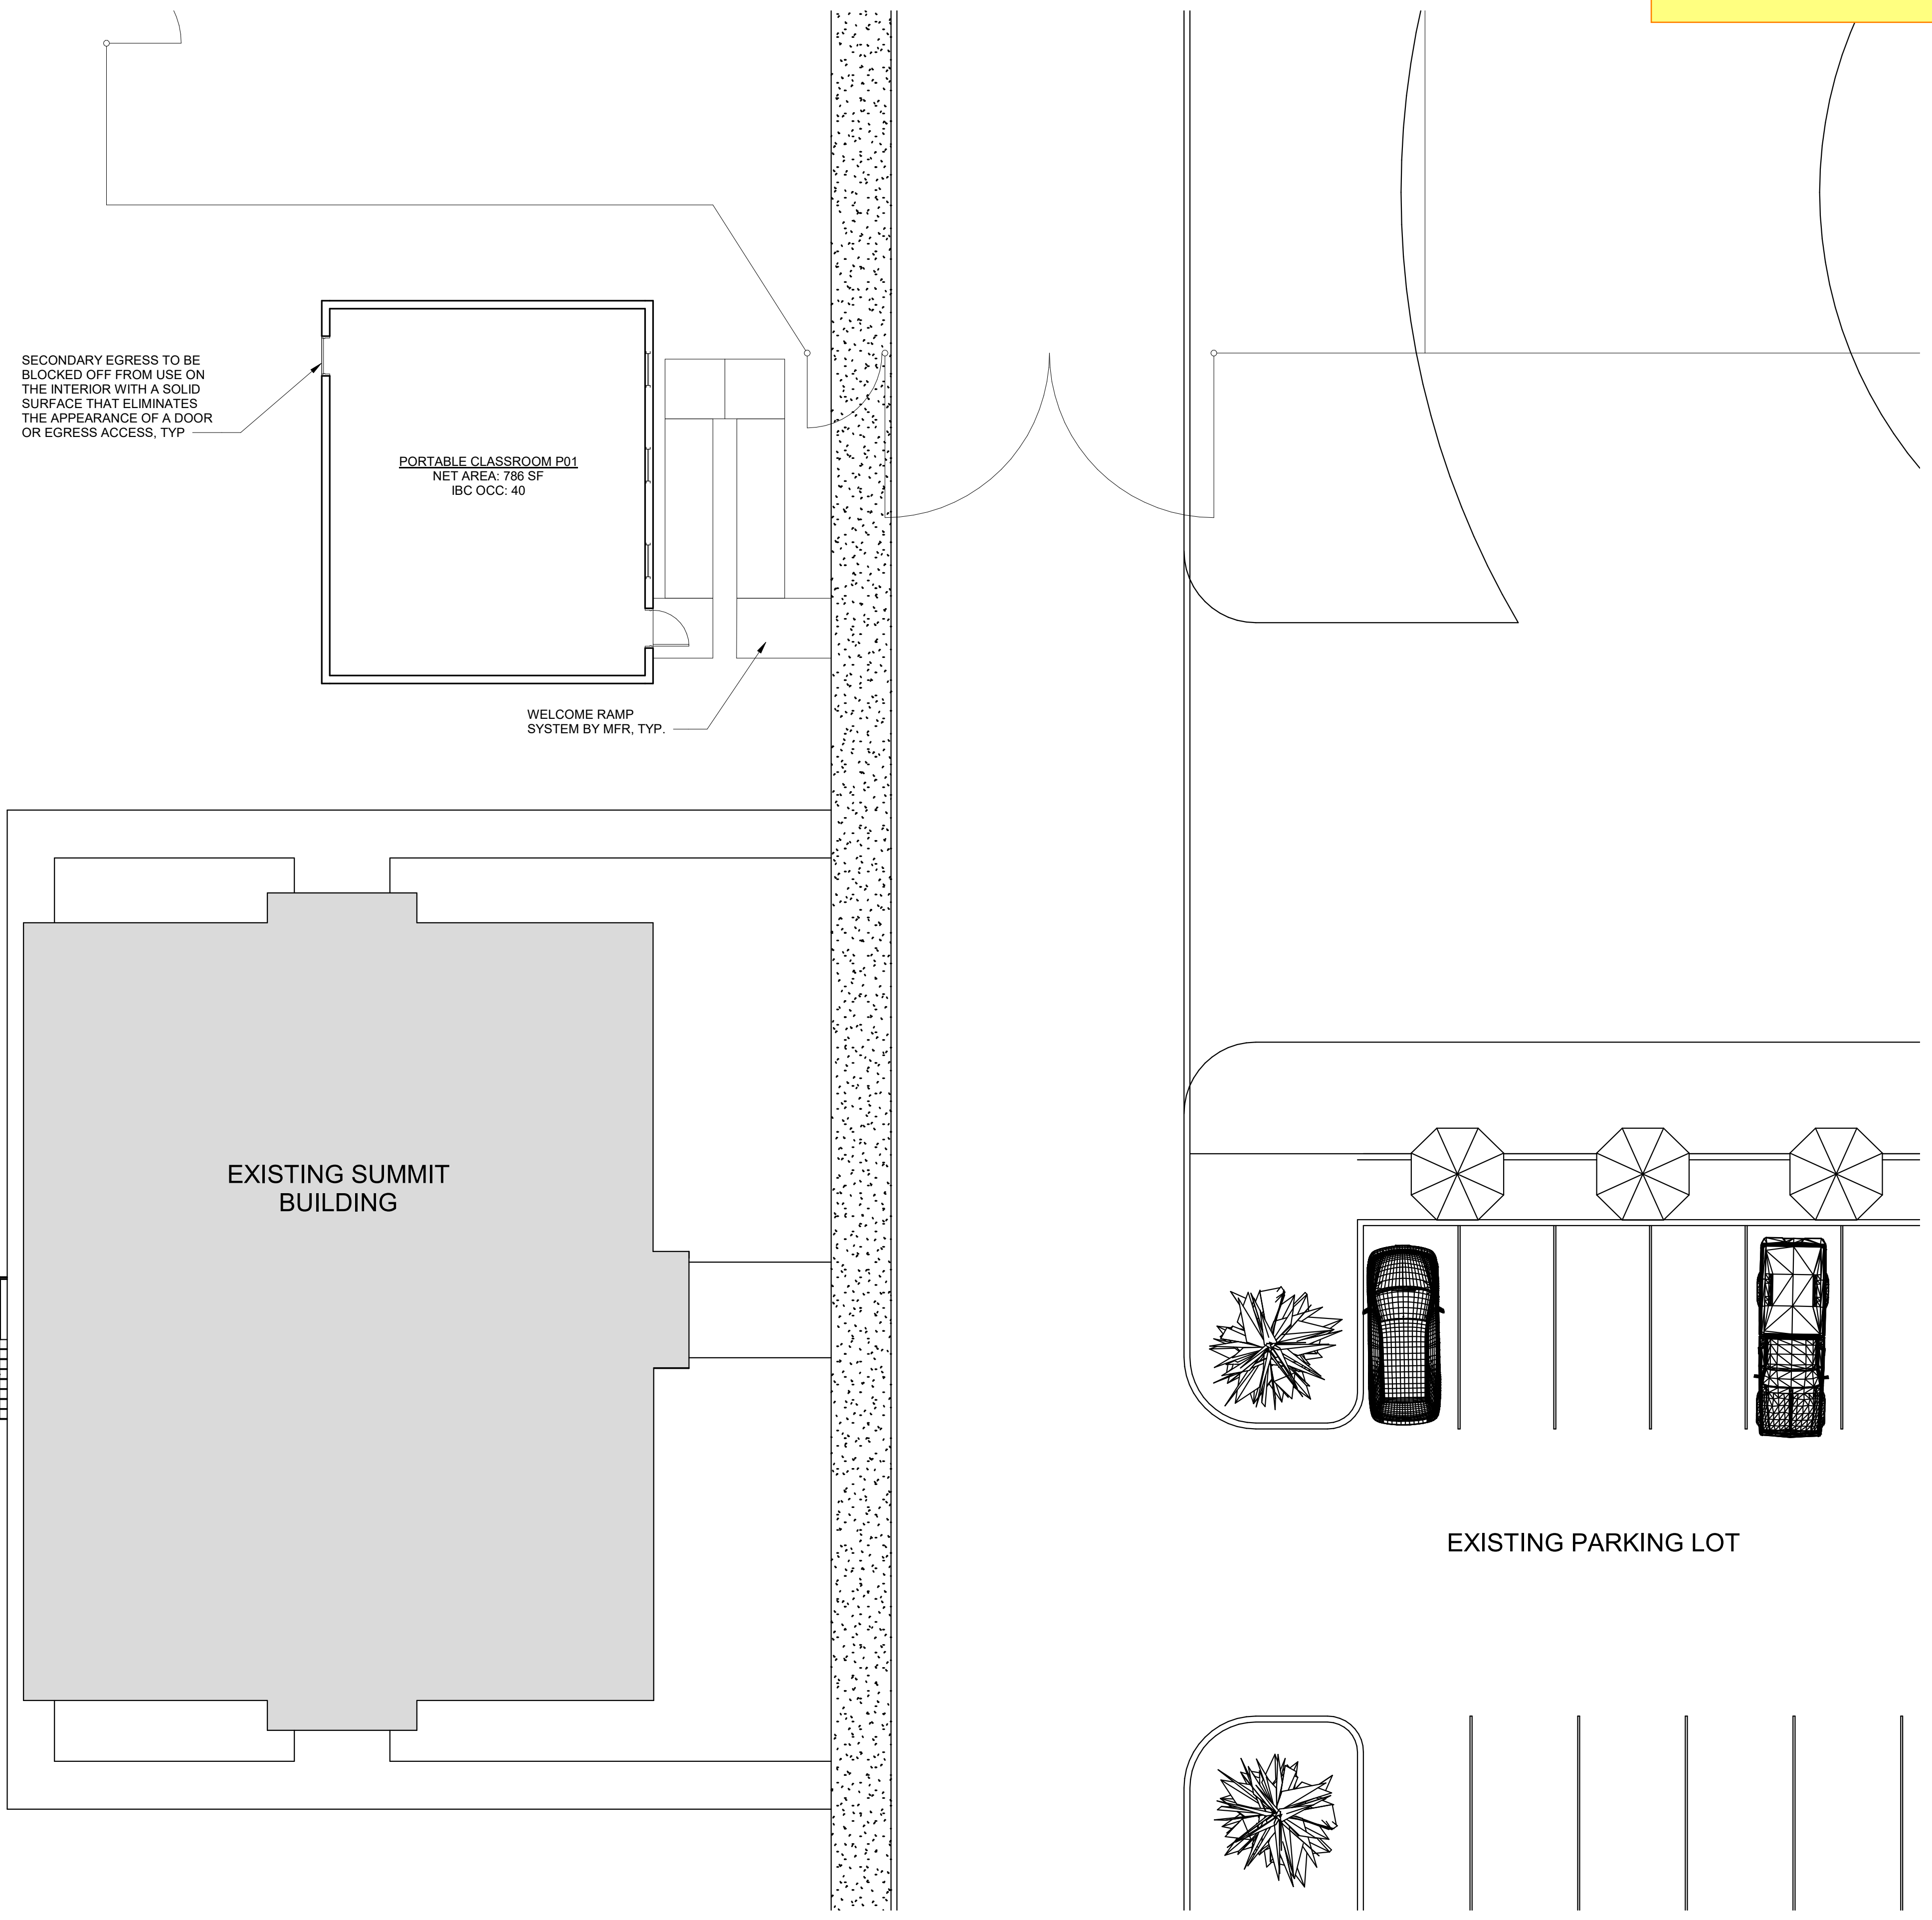 SECONDARY EGRESS TO BE
BLOCKED OFF FROM USE ON
THE INTERIOR WITH A SOLID
SURFACE THAT ELIMINATES
THE APPEARANCE OF A DOOR
OR EGRESS ACCESS, TYP
PORTABLE CLASSROOM P01
NET AREA: 786 SF
IBC OCC: 40
WELCOME RAMP
SYSTEM BY MFR, TYP.
EXISTING SUMMIT
BUILDING
EXISTING PARKING LOT